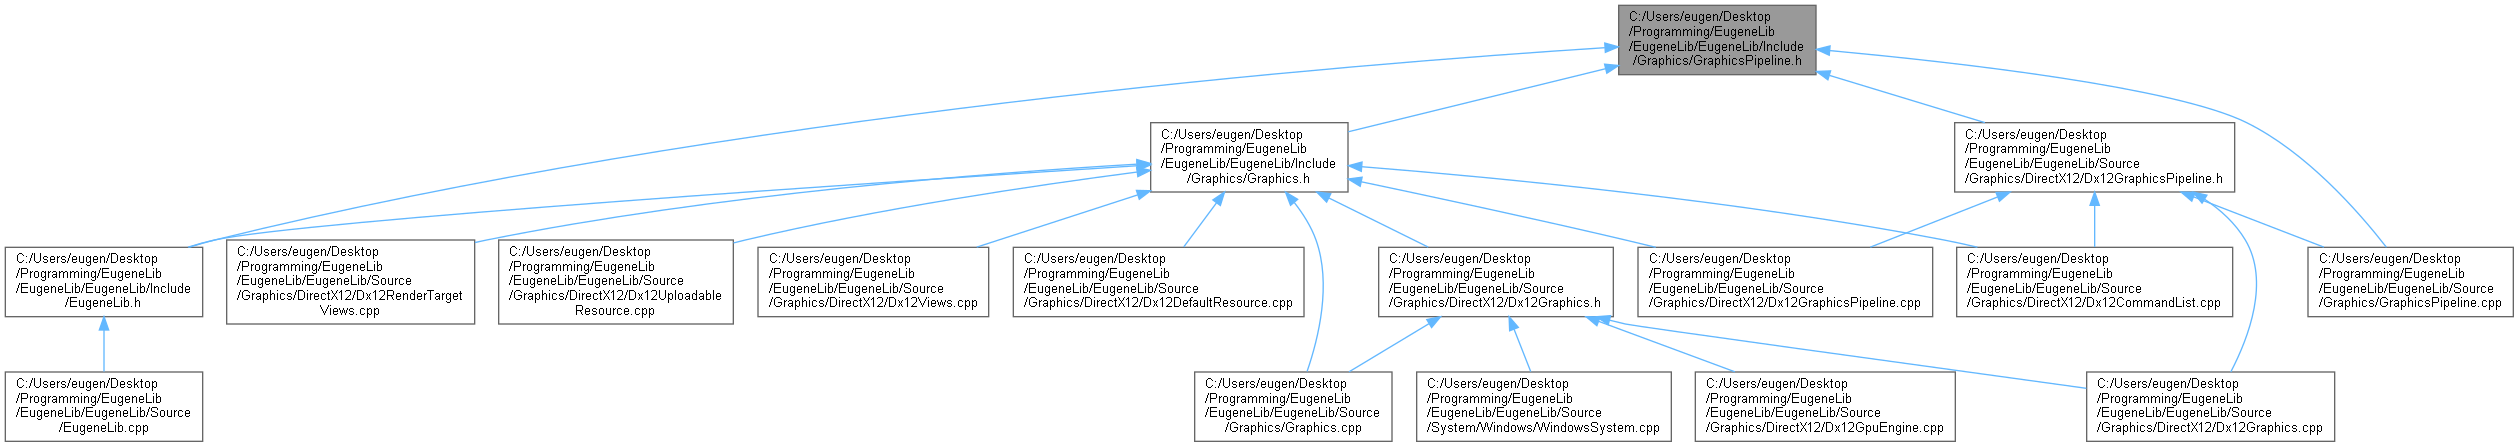 C:/Users/eugen/Desktop
/Programming/EugeneLib
/EugeneLib/EugeneLib/Include
/Graphics/GraphicsPipeline.h
C:/Users/eugen/Desktop
/Programming/EugeneLib
/EugeneLib/EugeneLib/Include
/Graphics/Graphics.h
C:/Users/eugen/Desktop
/Programming/EugeneLib
/EugeneLib/EugeneLib/Source
/Graphics/DirectX12/Dx12GraphicsPipeline.h
C:/Users/eugen/Desktop
/Programming/EugeneLib
/EugeneLib/EugeneLib/Include
/EugeneLib.h
C:/Users/eugen/Desktop
/Programming/EugeneLib
/EugeneLib/EugeneLib/Source
/Graphics/DirectX12/Dx12RenderTarget
Views.cpp
C:/Users/eugen/Desktop
/Programming/EugeneLib
/EugeneLib/EugeneLib/Source
/Graphics/DirectX12/Dx12Uploadable
Resource.cpp
C:/Users/eugen/Desktop
/Programming/EugeneLib
/EugeneLib/EugeneLib/Source
/Graphics/DirectX12/Dx12Views.cpp
C:/Users/eugen/Desktop
/Programming/EugeneLib
/EugeneLib/EugeneLib/Source
/Graphics/DirectX12/Dx12DefaultResource.cpp
C:/Users/eugen/Desktop
/Programming/EugeneLib
/EugeneLib/EugeneLib/Source
/Graphics/DirectX12/Dx12Graphics.h
C:/Users/eugen/Desktop
/Programming/EugeneLib
/EugeneLib/EugeneLib/Source
/Graphics/DirectX12/Dx12GraphicsPipeline.cpp
C:/Users/eugen/Desktop
/Programming/EugeneLib
/EugeneLib/EugeneLib/Source
/Graphics/DirectX12/Dx12CommandList.cpp
C:/Users/eugen/Desktop
/Programming/EugeneLib
/EugeneLib/EugeneLib/Source
/Graphics/GraphicsPipeline.cpp
C:/Users/eugen/Desktop
/Programming/EugeneLib
/EugeneLib/EugeneLib/Source
/EugeneLib.cpp
C:/Users/eugen/Desktop
/Programming/EugeneLib
/EugeneLib/EugeneLib/Source
/Graphics/Graphics.cpp
C:/Users/eugen/Desktop
/Programming/EugeneLib
/EugeneLib/EugeneLib/Source
/System/Windows/WindowsSystem.cpp
C:/Users/eugen/Desktop
/Programming/EugeneLib
/EugeneLib/EugeneLib/Source
/Graphics/DirectX12/Dx12GpuEngine.cpp
C:/Users/eugen/Desktop
/Programming/EugeneLib
/EugeneLib/EugeneLib/Source
/Graphics/DirectX12/Dx12Graphics.cpp